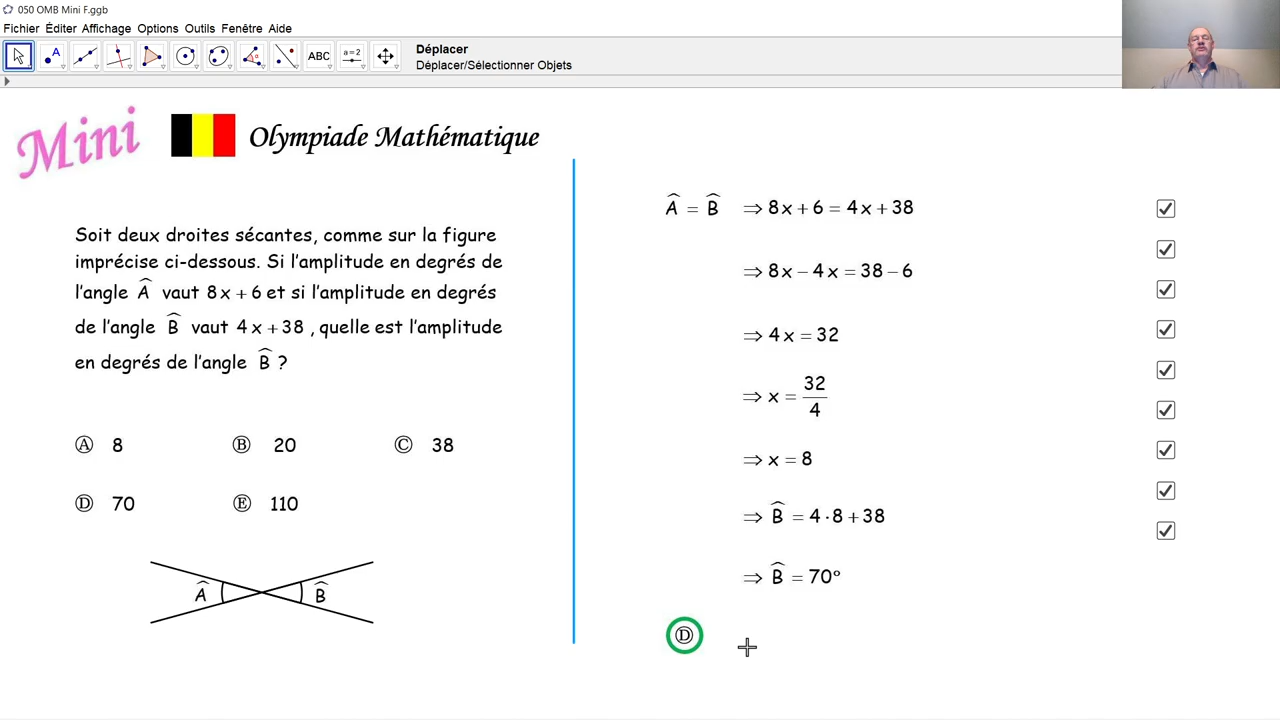 050 OMB Mini F.ggb
Fichier Éditer Affichage Options Outils Fenêtre Aide
A
ABC
a=2
Déplacer
Déplacer/Sélectionner Objets
Mini
Olympiade Mathématique
Soit deux droites sécantes, comme sur la figure
imprécise ci-dessous. Si l'amplitude en degrés de
l'angle Â vaut 8x + 6 et si l'amplitude en degrés
de l'angle B̂ vaut 4x + 38 , quelle est l'amplitude
en degrés de l'angle B̂ ?
Ⓐ 8 Ⓑ 20 Ⓒ 38
Ⓓ 70 Ⓔ 110
Â B̂
Â = B̂ ⇒ 8x + 6 = 4x + 38
⇒ 8x − 4x = 38 − 6
⇒ 4x = 32
⇒ x = 32/4
⇒ x = 8
⇒ B̂ = 4 · 8 + 38
⇒ B̂ = 70°
Ⓓ